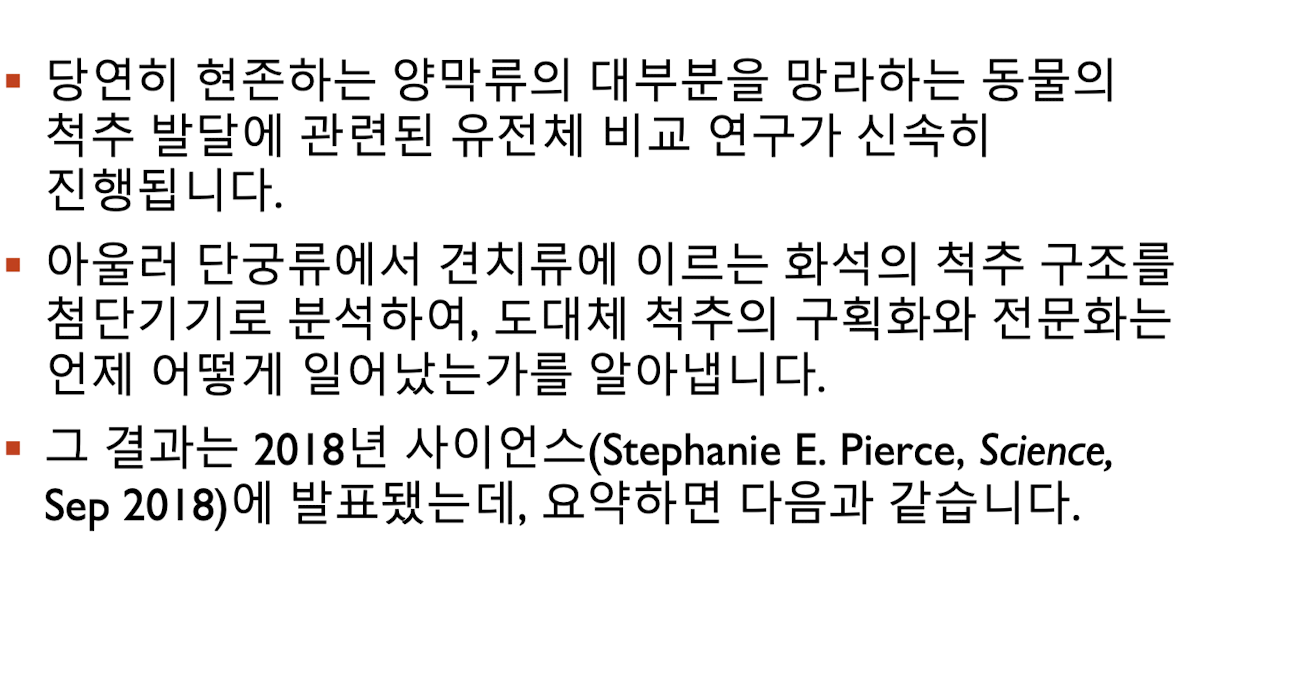 ▪ 당연히 현존하는 양막류의 대부분을 망라하는 동물의
척추 발달에 관련된 유전체 비교 연구가 신속히
진행됩니다.
▪ 아울러 단궁류에서 견치류에 이르는 화석의 척추 구조를
첨단기기로 분석하여, 도대체 척추의 구획화와 전문화는
언제 어떻게 일어났는가를 알아냅니다.
▪ 그 결과는 2018년 사이언스(Stephanie E. Pierce, Science,
Sep 2018)에 발표됐는데, 요약하면 다음과 같습니다.